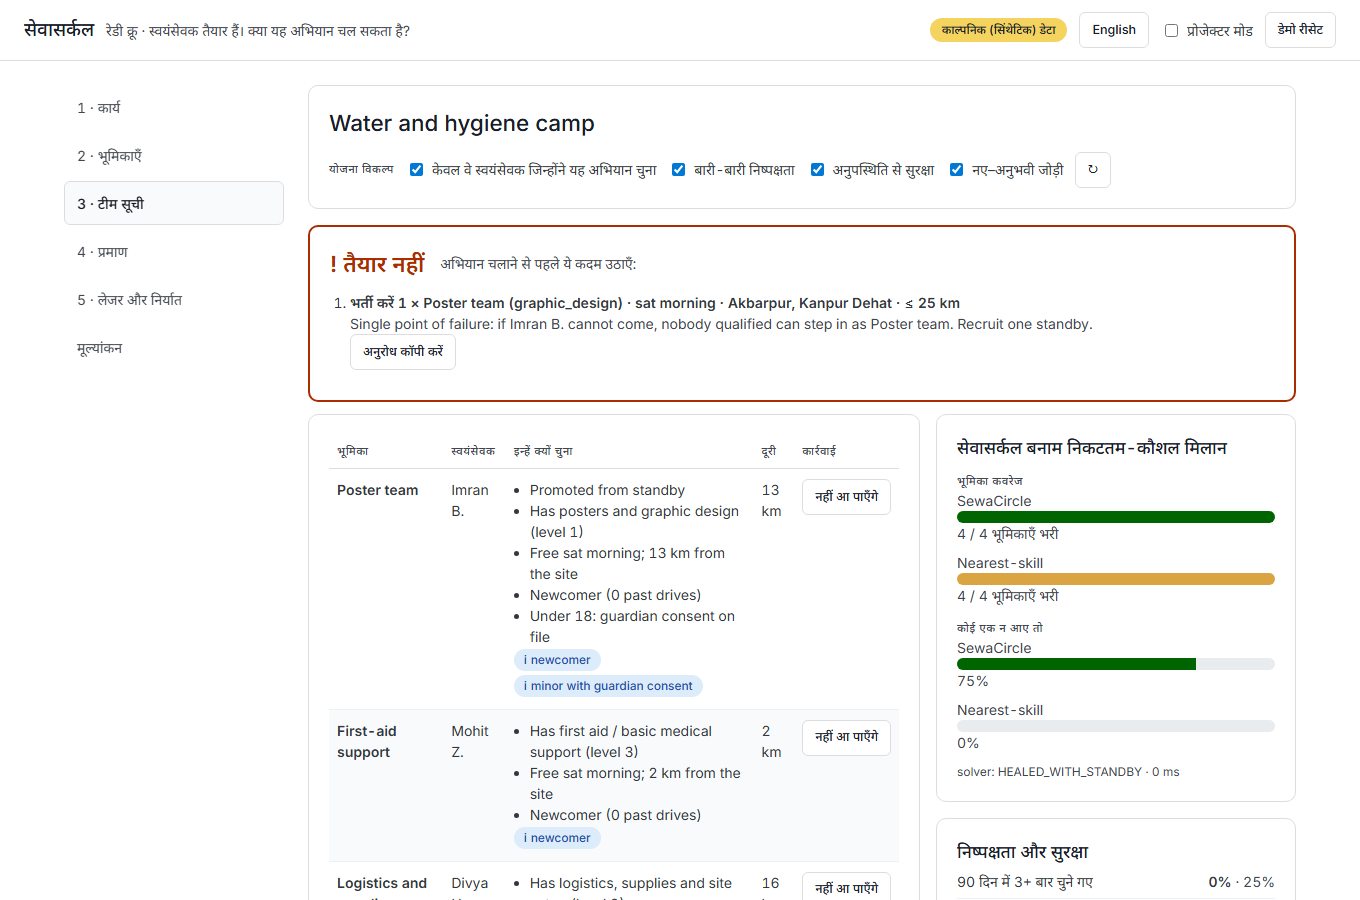 सेवासर्कल रेडी क्रू · स्वयंसेवक तैयार हैं। क्या यह अभियान चल सकता है?
काल्पनिक (सिंथेटिक) डेटा
English
प्रोजेक्टर मोड
डेमो रीसेट
1 · कार्य
2 · भूमिकाएँ
3 · टीम सूची
4 · प्रमाण
5 · लेजर और निर्यात
मूल्यांकन
Water and hygiene camp
योजना विकल्प केवल वे स्वयंसेवक जिन्होंने यह अभियान चुना बारी-बारी निष्पक्षता अनुपस्थिति से सुरक्षा नए–अनुभवी जोड़ी ↻
! तैयार नहीं अभियान चलाने से पहले ये कदम उठाएँ:
1. भर्ती करें 1 × Poster team (graphic_design) · sat morning · Akbarpur, Kanpur Dehat · ≤ 25 km
Single point of failure: if Imran B. cannot come, nobody qualified can step in as Poster team. Recruit one standby.
अनुरोध कॉपी करें
भूमिका स्वयंसेवक इन्हें क्यों चुना दूरी कार्रवाई
Poster team
Imran
B.
• Promoted from standby
• Has posters and graphic design
(level 1)
• Free sat morning; 13 km from
the site
• Newcomer (0 past drives)
• Under 18: guardian consent on
file
i newcomer
i minor with guardian consent
13
km
नहीं आ पाएँगे
First-aid
support
Mohit
Z.
• Has first aid / basic medical
support (level 3)
• Free sat morning; 2 km from the
site
• Newcomer (0 past drives)
i newcomer
2
km
नहीं आ पाएँगे
Logistics and
Divya
• Has logistics, supplies and site
16
नहीं आ पाएँगे
सेवासर्कल बनाम निकटतम-कौशल मिलान
भूमिका कवरेज
SewaCircle
4 / 4 भूमिकाएँ भरी
Nearest-skill
4 / 4 भूमिकाएँ भरी
कोई एक न आए तो
SewaCircle
75%
Nearest-skill
0%
solver: HEALED_WITH_STANDBY · 0 ms
निष्पक्षता और सुरक्षा
90 दिन में 3+ बार चुने गए 0% · 25%